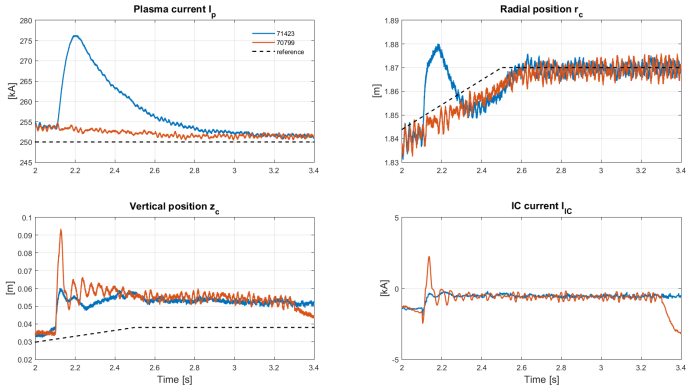 Plasma current I_p
280
275
270
265
260
255
250
245
[kA]
71423
70799
reference
2 2.2 2.4 2.6 2.8 3 3.2 3.4
Radial position r_c
1.89
1.88
1.87
1.86
1.85
1.84
1.83
[m]
2 2.2 2.4 2.6 2.8 3 3.2 3.4
Vertical position z_c
0.1
0.09
0.08
0.07
0.06
0.05
0.04
0.03
0.02
[m]
2 2.2 2.4 2.6 2.8 3 3.2 3.4
Time [s]
IC current I_IC
5
0
-5
[kA]
2 2.2 2.4 2.6 2.8 3 3.2 3.4
Time [s]